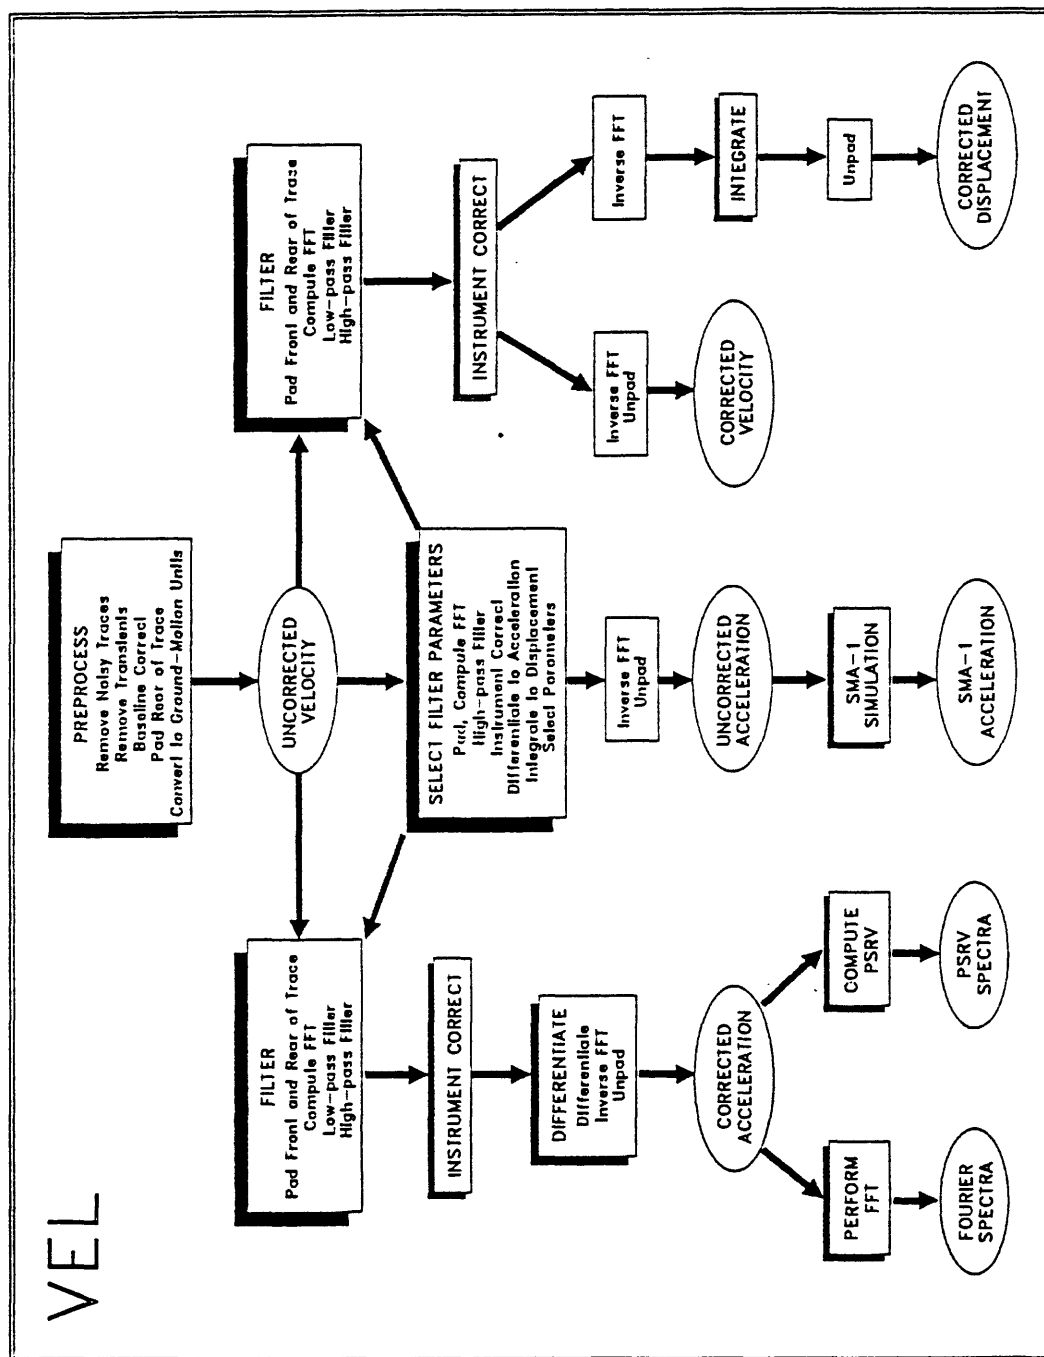 VEL
PREPROCESS
Remove Noisy Traces
Remove Transients
Baseline Correct
Pad Rear of Trace
Convert to Ground-Motion Units
UNCORRECTED
VELOCITY
FILTER
Pad Front and Rear of Trace
Compute FFT
Low-pass Filter
High-pass Filter
INSTRUMENT CORRECT
DIFFERENTIATE
Differentiate
Inverse FFT
Unpad
CORRECTED
ACCELERATION
PERFORM
FFT
FOURIER
SPECTRA
COMPUTE
PSRV
PSRV
SPECTRA
SELECT FILTER PARAMETERS
Pad, Compute FFT
High-pass Filter
Instrument Correct
Differentiate to Acceleration
Integrate to Displacement
Select Parameters
Inverse FFT
Unpad
UNCORRECTED
ACCELERATION
SMA-1
SIMULATION
SMA-1
ACCELERATION
FILTER
Pad Front and Rear of Trace
Compute FFT
Low-pass Filter
High-pass Filter
INSTRUMENT CORRECT
Inverse FFT
Unpad
CORRECTED
VELOCITY
Inverse FFT
INTEGRATE
Unpad
CORRECTED
DISPLACEMENT